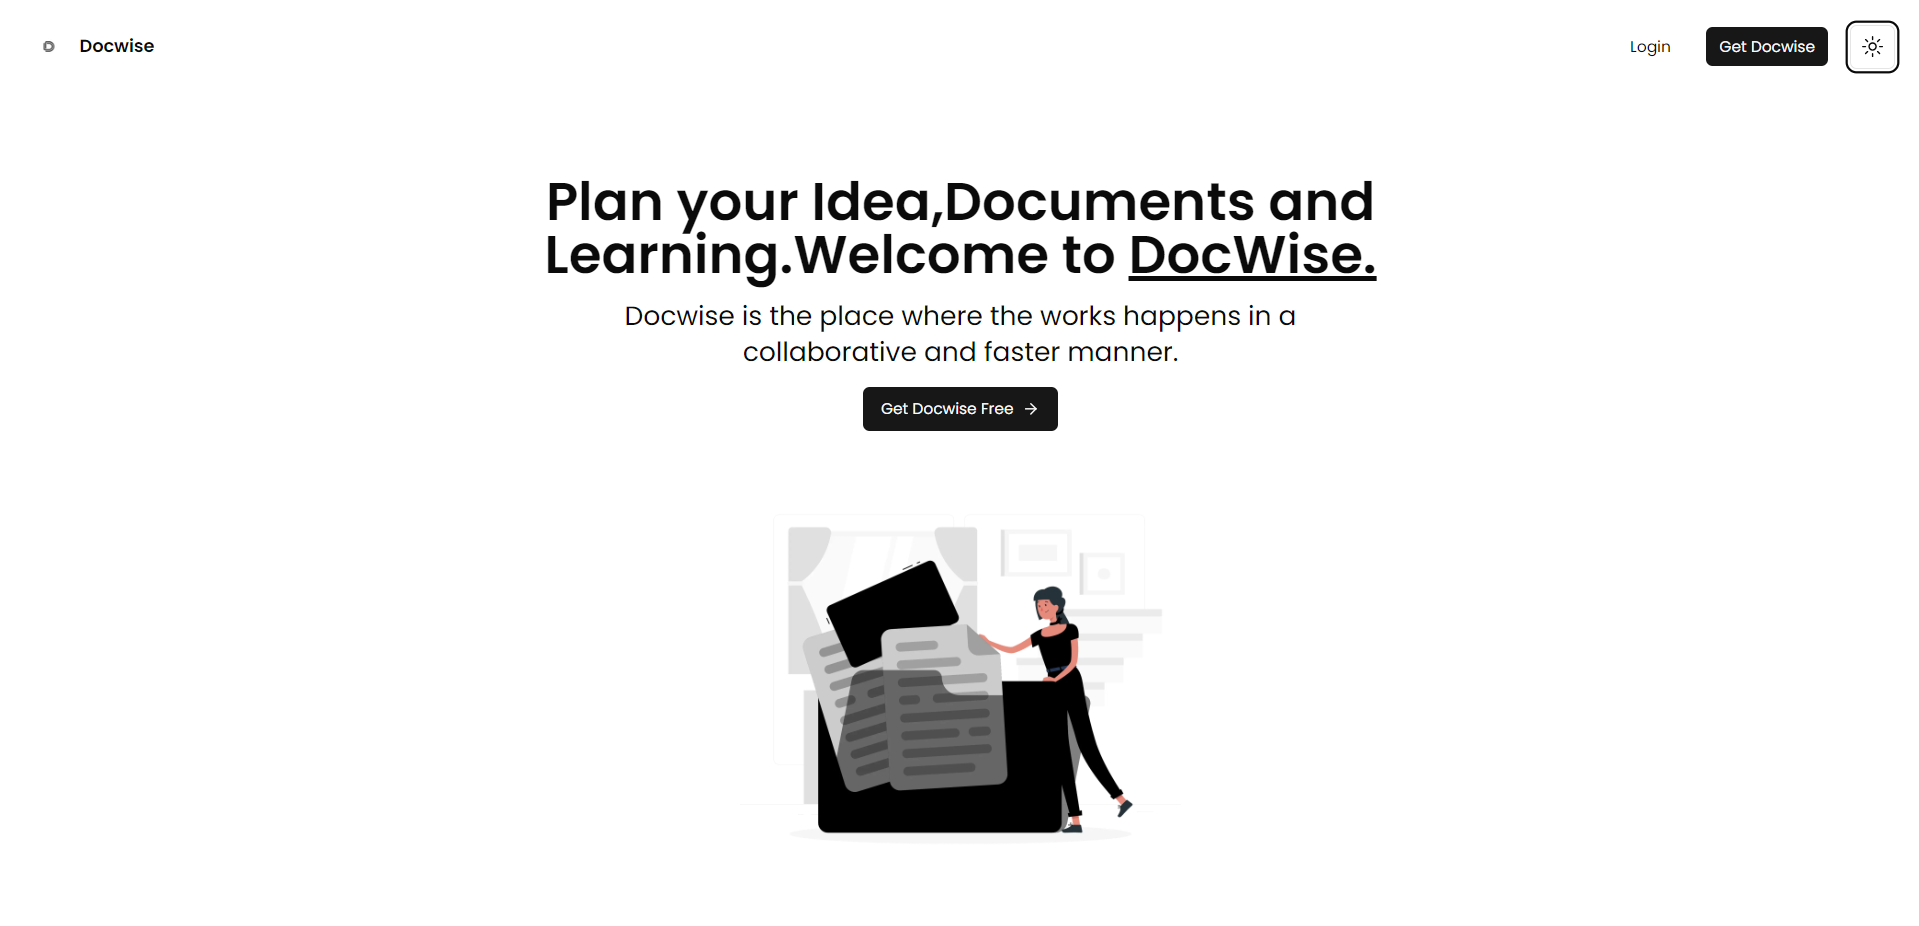 Docwise
Login
Get Docwise
Plan your Idea,Documents and
Learning.Welcome to DocWise.
Docwise is the place where the works happens in a
collaborative and faster manner.
Get Docwise Free